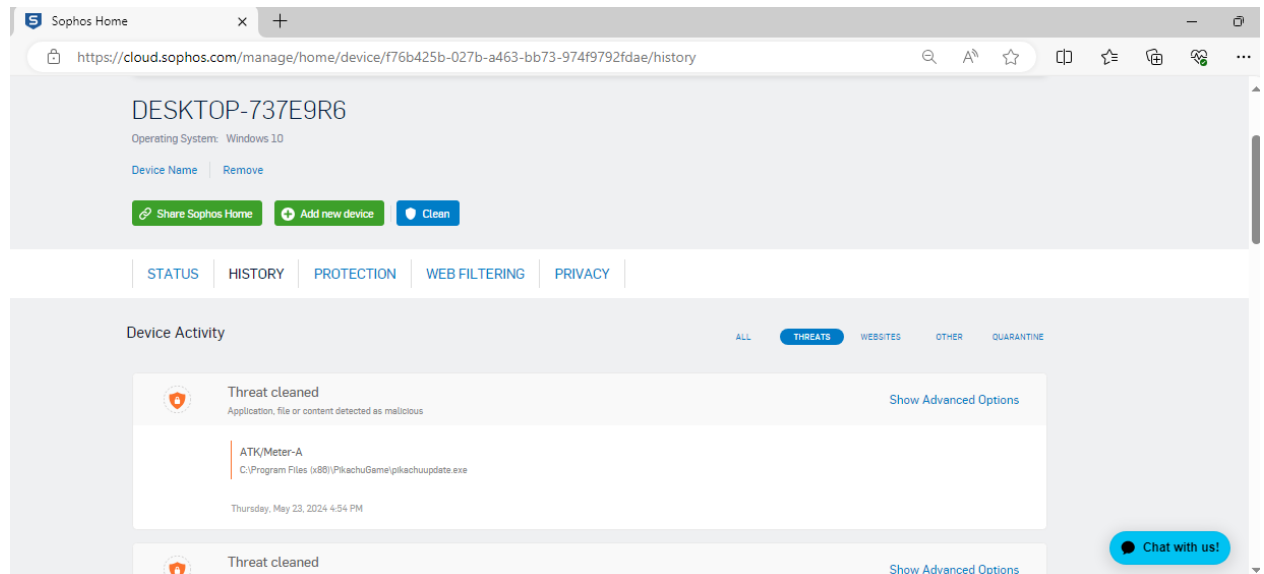 Sophos Home
https://cloud.sophos.com/manage/home/device/f76b425b-027b-a463-bb73-974f9792fdae/history
DESKTOP-737E9R6
Operating System: Windows 10
Device Name Remove
Share Sophos Home Add new device Clean
STATUS HISTORY PROTECTION WEB FILTERING PRIVACY
Device Activity ALL THREATS WEBSITES OTHER QUARANTINE
Threat cleaned
Application, file or content detected as malicious
Show Advanced Options
ATK/Meter-A
C:\Program Files (x86)\PikachuGame\pikachuupdate.exe
Thursday, May 23, 2024 4:54 PM
Chat with us!
Threat cleaned
Show Advanced Options